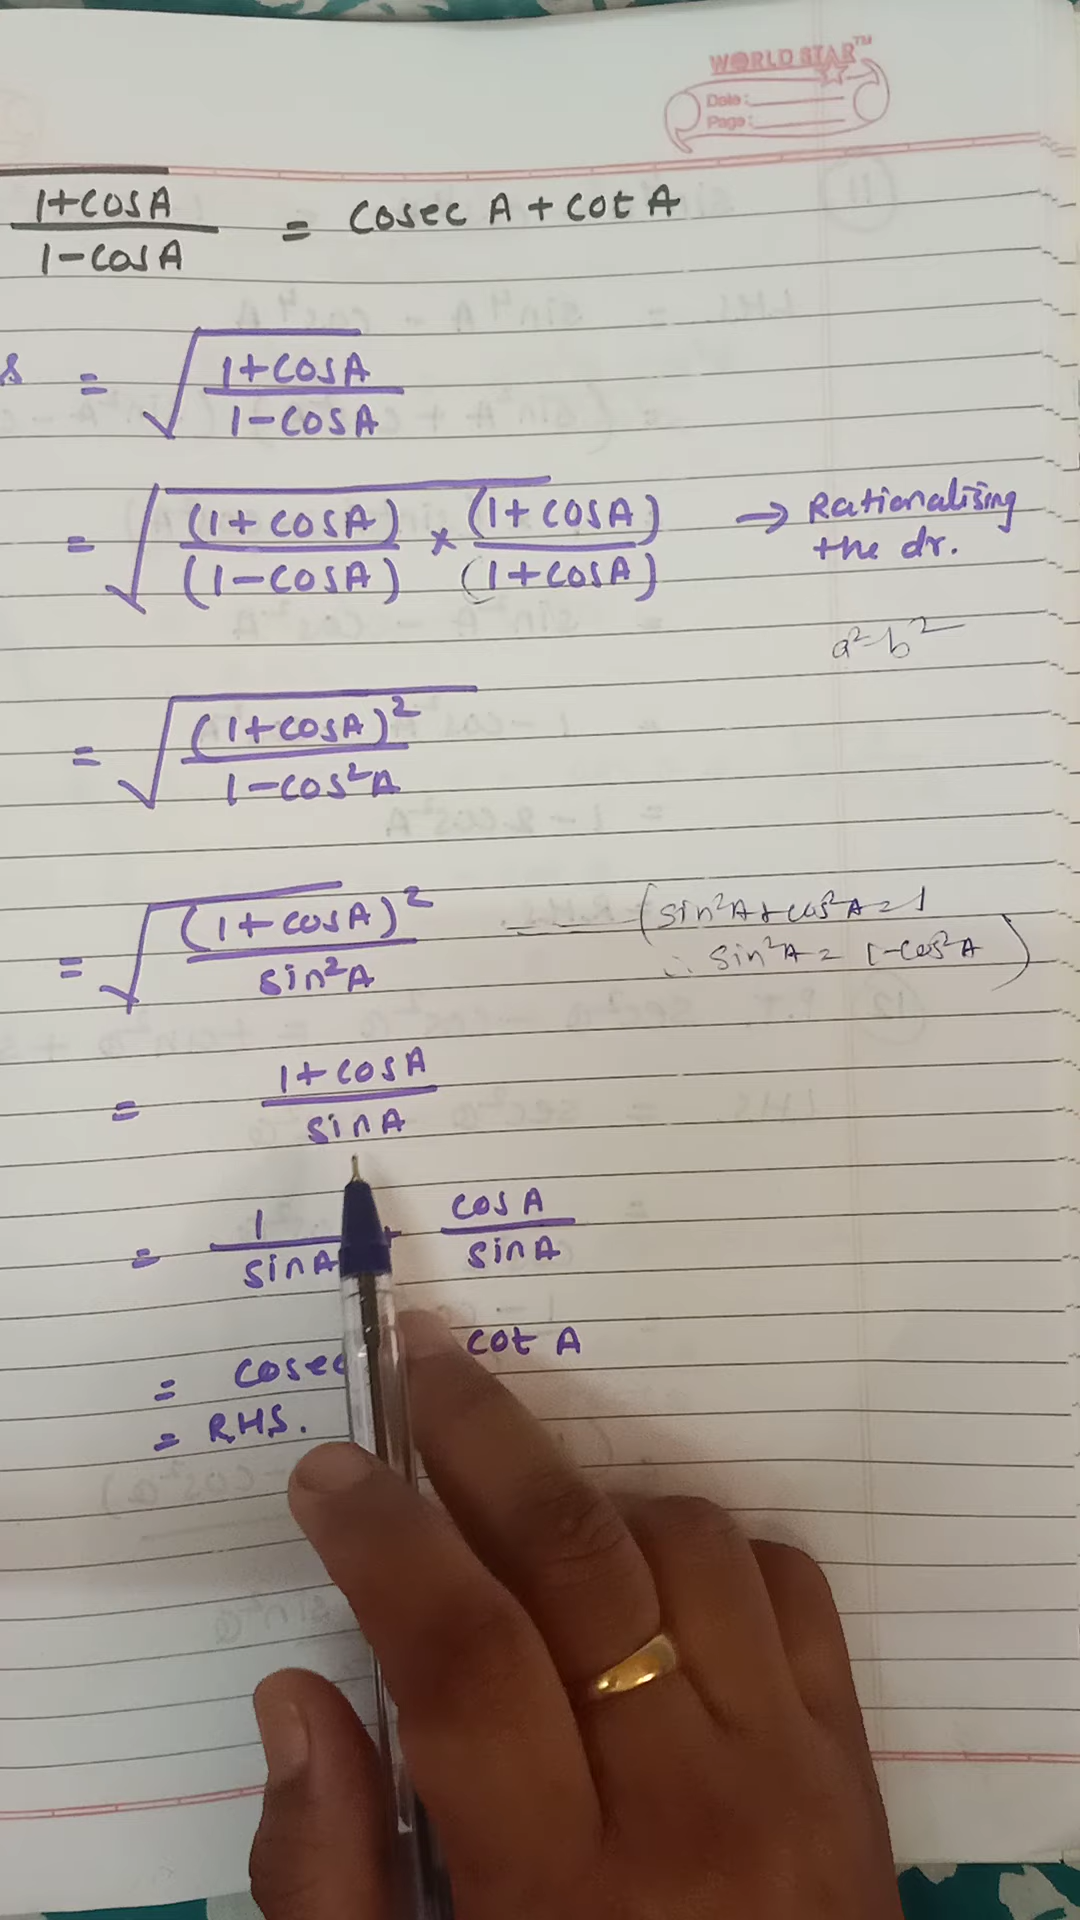 WORLD STAR™
Date:
Page:
1+cosA / 1-cosA = cosec A + cot A
s = √(1+cosA / 1-cosA)
= √((1+cosA) / (1-cosA) × (1+cosA) / (1+cosA)) → Rationalising
the dr.
a²-b²
= √((1+cosA)² / 1-cos²A)
= √((1+cosA)² / sin²A) — — (sin²A+cos²A=1
∴ sin²A = 1-cos²A)
= 1+cosA / sinA
= 1 / sinA + cosA / sinA
= cosec cot A
= RHS.